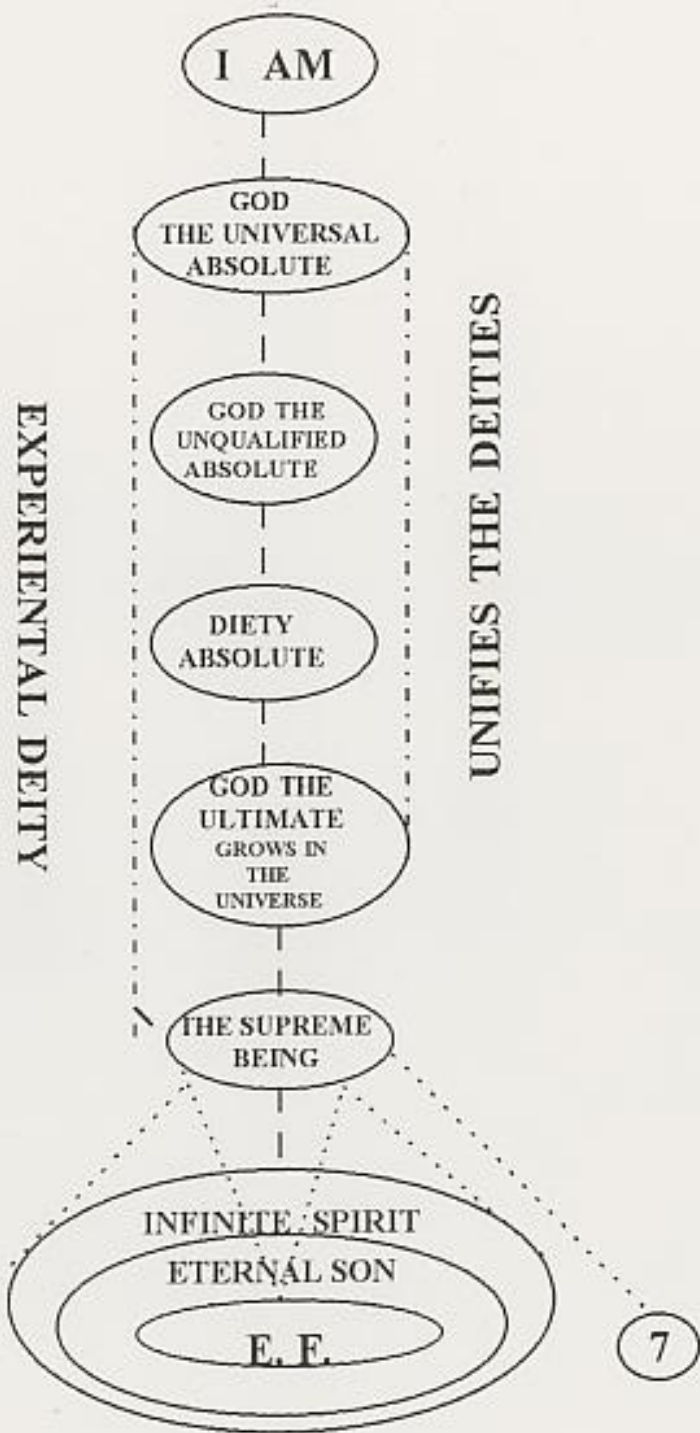 I AM
GOD
THE UNIVERSAL
ABSOLUTE
GOD THE
UNQUALIFIED
ABSOLUTE
DIETY
ABSOLUTE
GOD THE
ULTIMATE
GROWS IN
THE
UNIVERSE
THE SUPREME
BEING
INFINITE SPIRIT
ETERNAL SON
E. F.
7
EXPERIENTAL DEITY
UNIFIES THE DEITIES